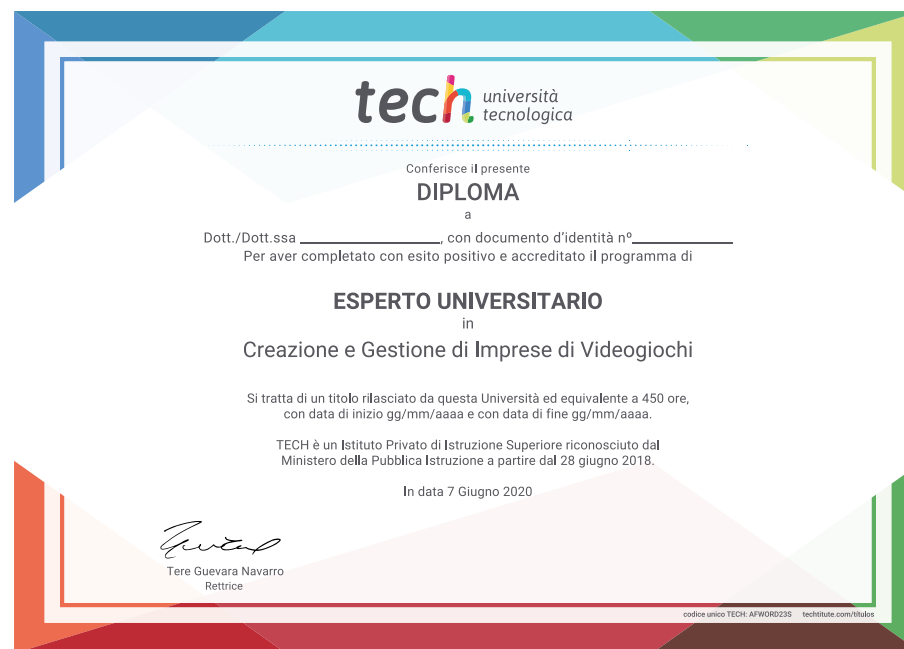 tech università
tecnologica
Conferisce il presente
DIPLOMA
a
Dott./Dott.ssa ____________________, con documento d'identità nº______________
Per aver completato con esito positivo e accreditato il programma di
ESPERTO UNIVERSITARIO
in
Creazione e Gestione di Imprese di Videogiochi
Si tratta di un titolo rilasciato da questa Università ed equivalente a 450 ore,
con data di inizio gg/mm/aaaa e con data di fine gg/mm/aaaa.
TECH è un Istituto Privato di Istruzione Superiore riconosciuto dal
Ministero della Pubblica Istruzione a partire dal 28 giugno 2018.
In data 7 Giugno 2020
Tere Guevara Navarro
Rettrice
codice unico TECH: AFWORD23S techtitute.com/títulos